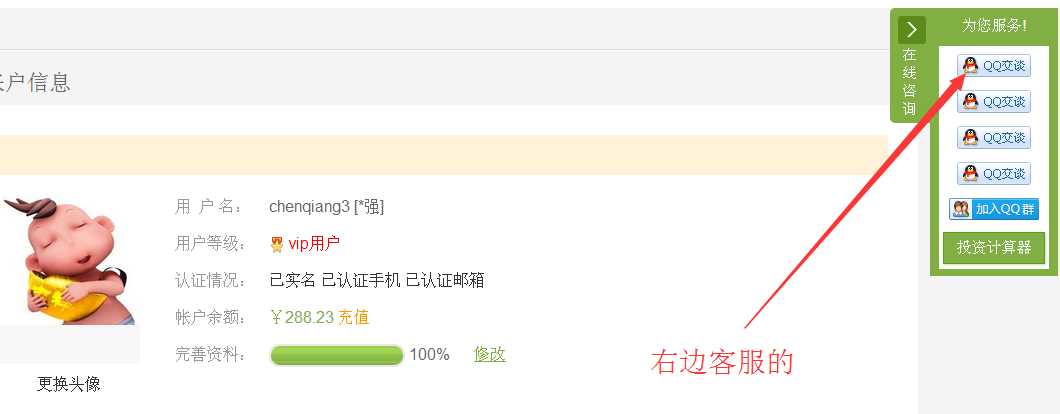 户信息
用 户 名： chenqiang3 [*强]
用户等级： vip用户
认证情况： 已实名 已认证手机 已认证邮箱
帐户余额： ￥288.23 充值
完善资料： 100% 修改
更换头像
右边客服的
在线咨询
为您服务!
QQ交谈
QQ交谈
QQ交谈
QQ交谈
加入QQ群
投资计算器